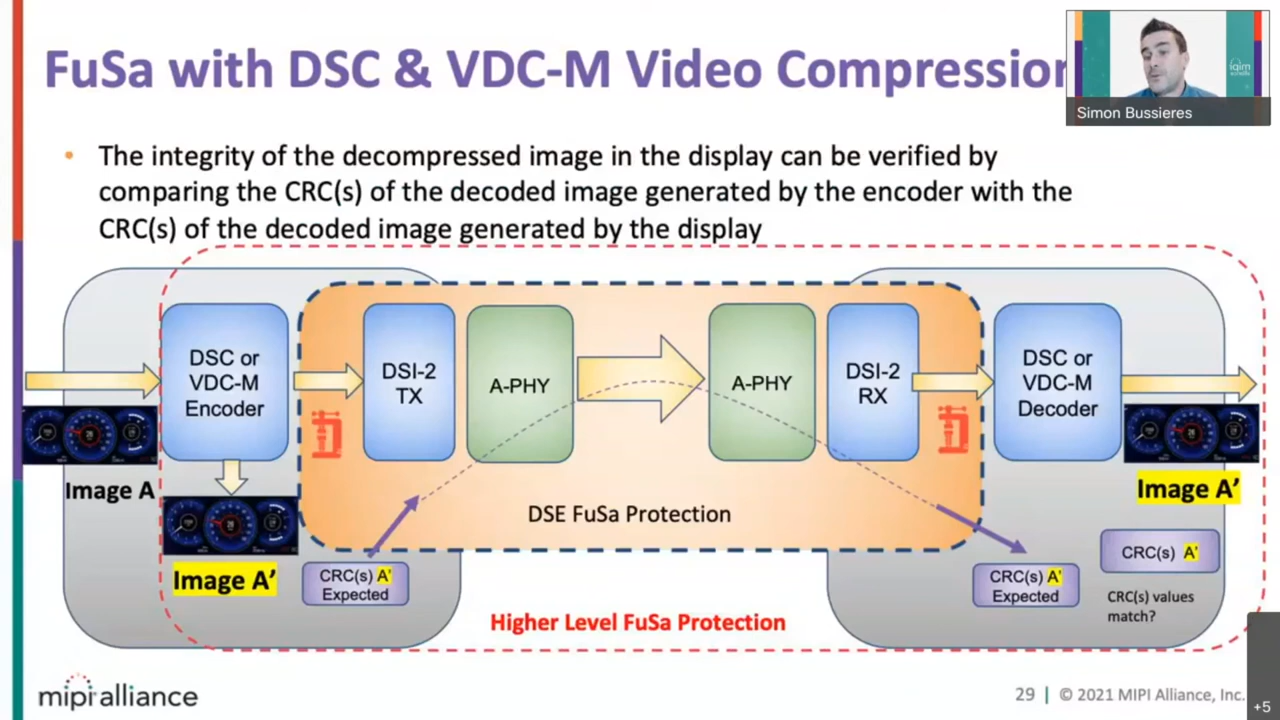 FuSa with DSC & VDC-M Video Compression
Simon Bussieres
• The integrity of the decompressed image in the display can be verified by
comparing the CRC(s) of the decoded image generated by the encoder with the
CRC(s) of the decoded image generated by the display
DSC or
VDC-M
Encoder
DSI-2
TX
A-PHY
A-PHY
DSI-2
RX
DSC or
VDC-M
Decoder
Image A
Image A'
Image A'
DSE FuSa Protection
CRC(s) A'
Expected
CRC(s) A'
Expected
CRC(s) A'
CRC(s) values
match?
Higher Level FuSa Protection
mipi alliance
29 | © 2021 MIPI Alliance, Inc.
+5